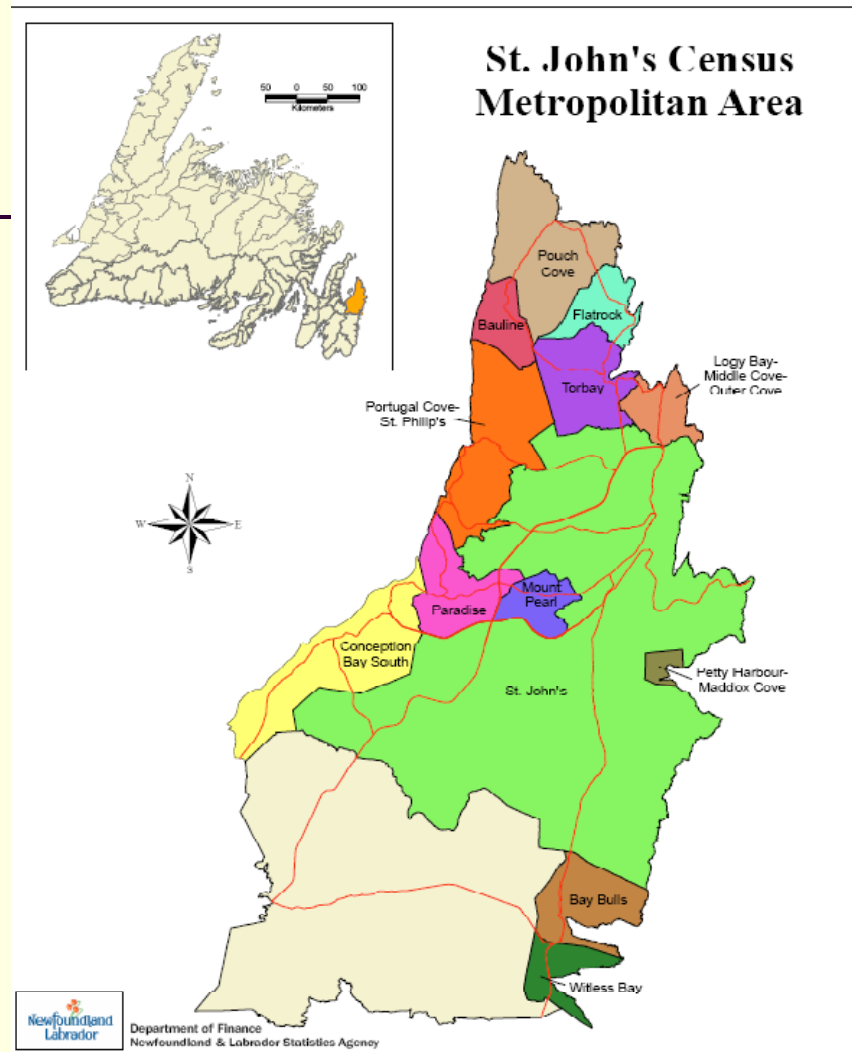 St. John's Census
Metropolitan Area
50 0 50 100
Kilometers
Pouch
Cove
Flatrock
Bauline
Logy Bay-
Middle Cove-
Outer Cove
Torbay
Portugal Cove-
St. Philip's
N
W E
S
Mount
Pearl
Paradise
Conception
Bay South
Petty Harbour-
Maddox Cove
St. John's
Bay Bulls
Witless Bay
Newfoundland
Labrador
Department of Finance
Newfoundland & Labrador Statistics Agency